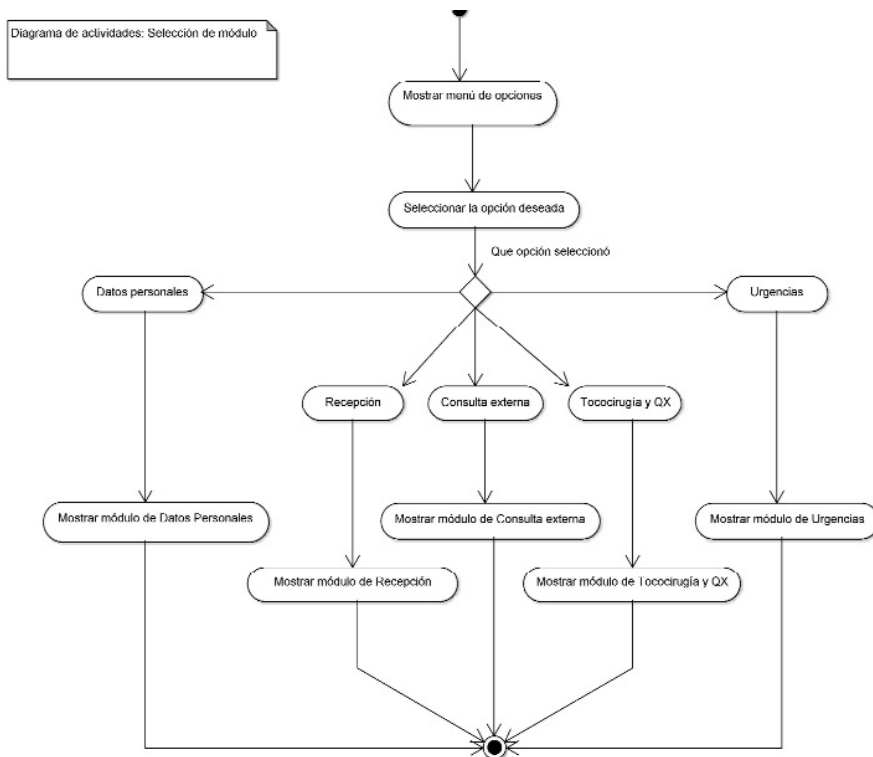 Diagrama de actividades: Selección de módulo
Mostrar menú de opciones
Seleccionar la opción deseada
Que opción seleccionó
Datos personales
Urgencias
Recepción
Consulta externa
Tococirugía y QX
Mostrar módulo de Datos Personales
Mostrar módulo de Consulta externa
Mostrar módulo de Urgencias
Mostrar módulo de Recepción
Mostrar módulo de Tococirugía y QX